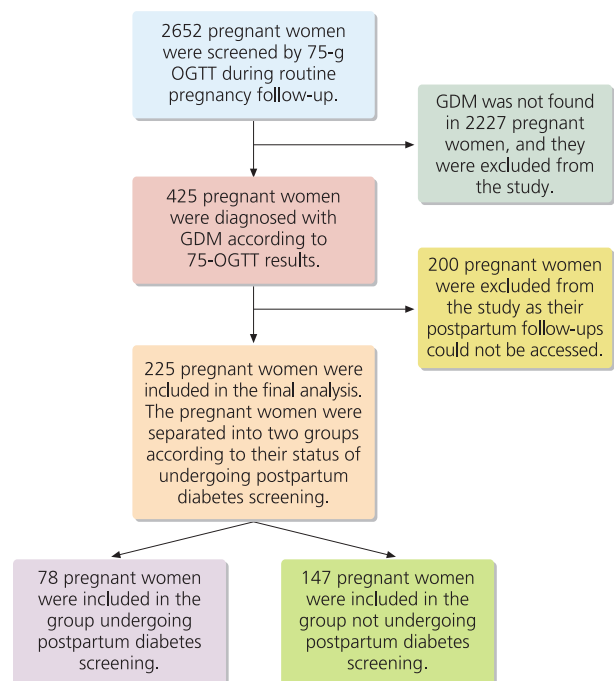 2652 pregnant women
were screened by 75-g
OGTT during routine
pregnancy follow-up.
GDM was not found
in 2227 pregnant
women, and they
were excluded from
the study.
425 pregnant women
were diagnosed with
GDM according to
75-OGTT results.
200 pregnant women
were excluded from
the study as their
postpartum follow-ups
could not be accessed.
225 pregnant women were
included in the final analysis.
The pregnant women were
separated into two groups
according to their status of
undergoing postpartum
diabetes screening.
78 pregnant women
were included in the
group undergoing
postpartum diabetes
screening.
147 pregnant women
were included in the
group not undergoing
postpartum diabetes
screening.